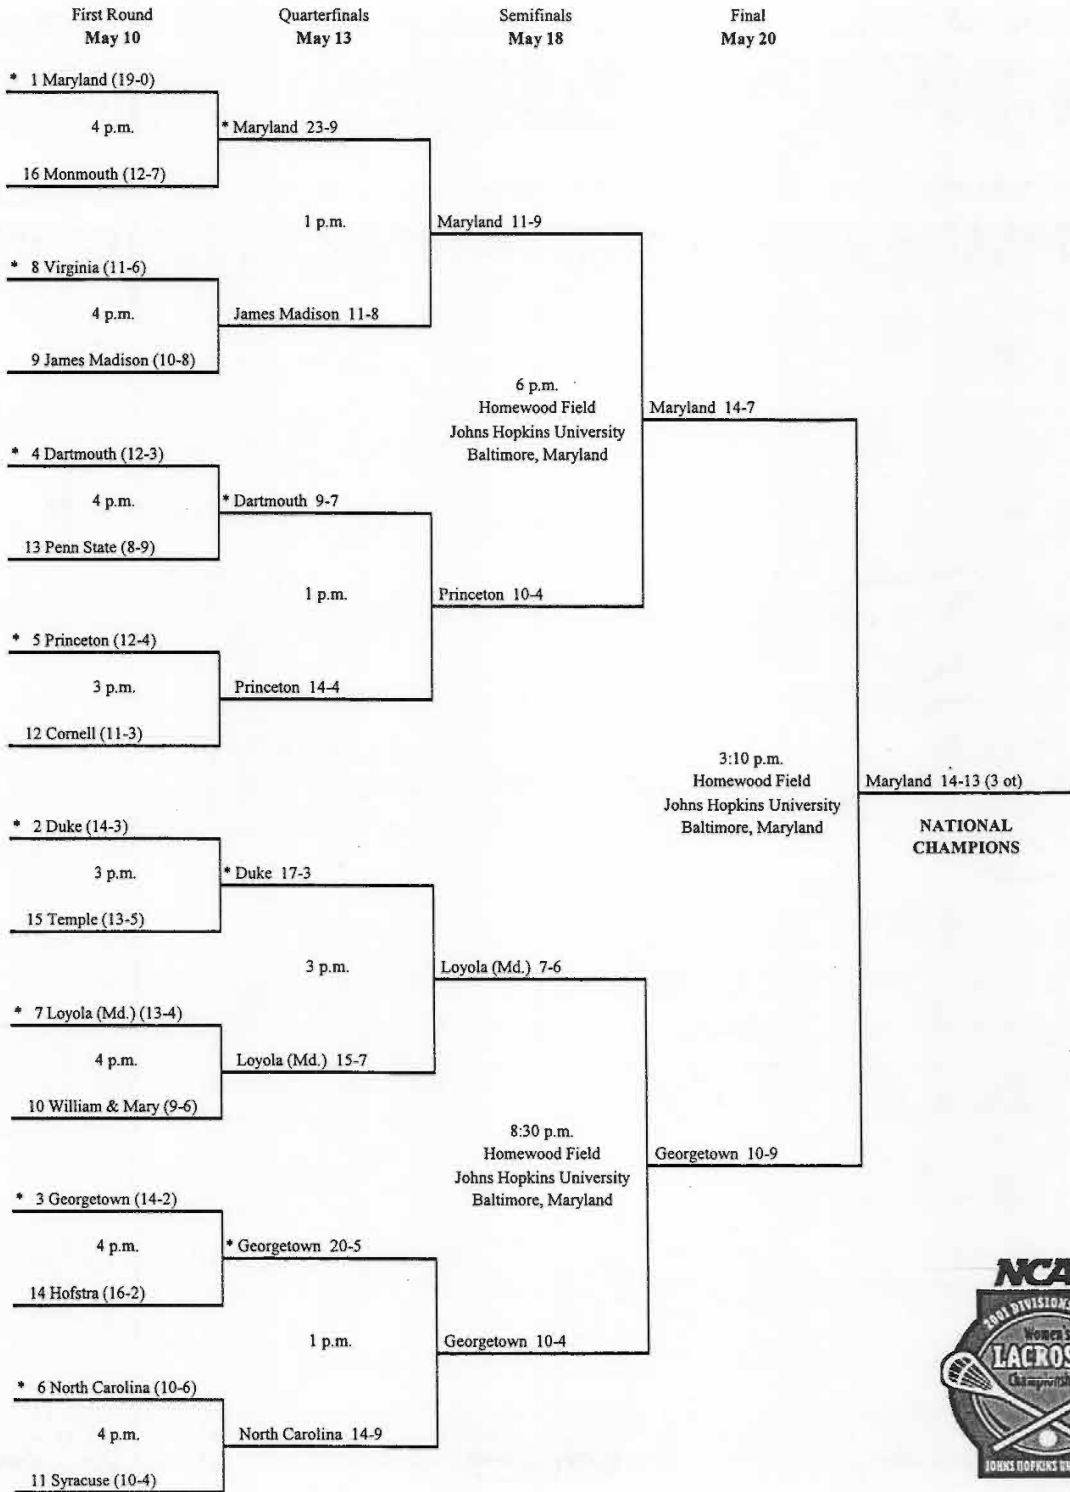 First Round
May 10
Quarterfinals
May 13
Semifinals
May 18
Final
May 20
* 1 Maryland (19-0)
4 p.m.
16 Monmouth (12-7)
* Maryland 23-9
1 p.m.
Maryland 11-9
* 8 Virginia (11-6)
4 p.m.
9 James Madison (10-8)
James Madison 11-8
6 p.m.
Homewood Field
Johns Hopkins University
Baltimore, Maryland
Maryland 14-7
* 4 Dartmouth (12-3)
4 p.m.
13 Penn State (8-9)
* Dartmouth 9-7
1 p.m.
Princeton 10-4
* 5 Princeton (12-4)
3 p.m.
12 Cornell (11-3)
Princeton 14-4
3:10 p.m.
Homewood Field
Johns Hopkins University
Baltimore, Maryland
Maryland 14-13 (3 ot)
NATIONAL
CHAMPIONS
* 2 Duke (14-3)
3 p.m.
15 Temple (13-5)
* Duke 17-3
3 p.m.
Loyola (Md.) 7-6
* 7 Loyola (Md.) (13-4)
4 p.m.
10 William & Mary (9-6)
Loyola (Md.) 15-7
8:30 p.m.
Homewood Field
Johns Hopkins University
Baltimore, Maryland
Georgetown 10-9
* 3 Georgetown (14-2)
4 p.m.
14 Hofstra (16-2)
* Georgetown 20-5
1 p.m.
Georgetown 10-4
* 6 North Carolina (10-6)
4 p.m.
11 Syracuse (10-4)
North Carolina 14-9
NCA
2001 DIVISION
Women's
LACROS
Championsh
JOHNS HOPKINS